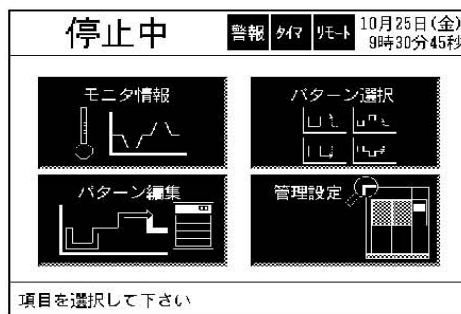 停止中
警報 タイマ リモート
10月25日(金)
9時30分45秒
モニタ情報
パターン選択
パターン編集
管理設定
項目を選択して下さい